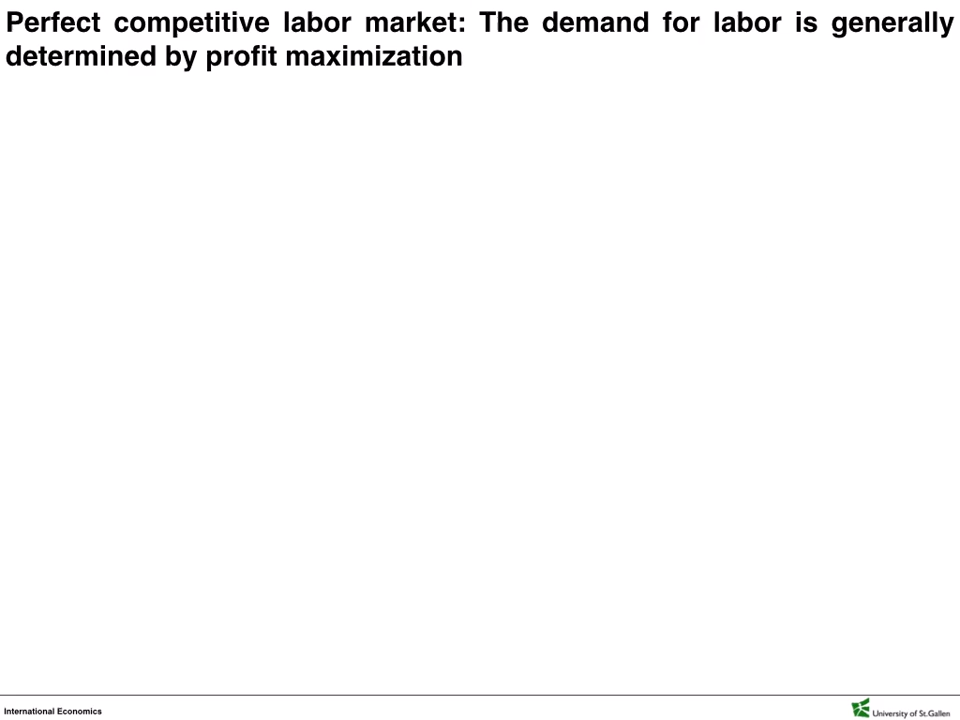 Perfect competitive labor market: The demand for labor is generally
determined by profit maximization
International Economics
University of St.Gallen